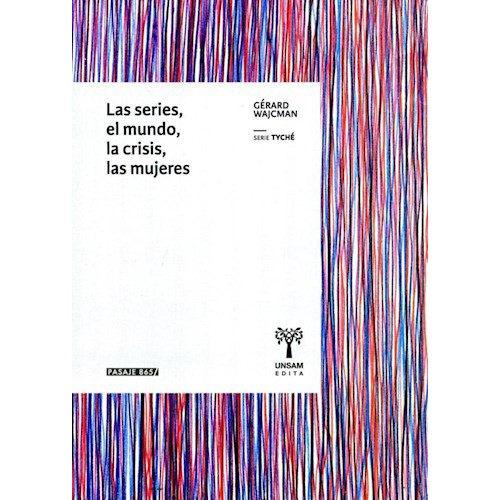 Las series,
el mundo,
la crisis,
las mujeres
GÉRARD
WAJCMAN
SERIE TYCHÉ
PASAJE 865/
UNSAM
EDITA